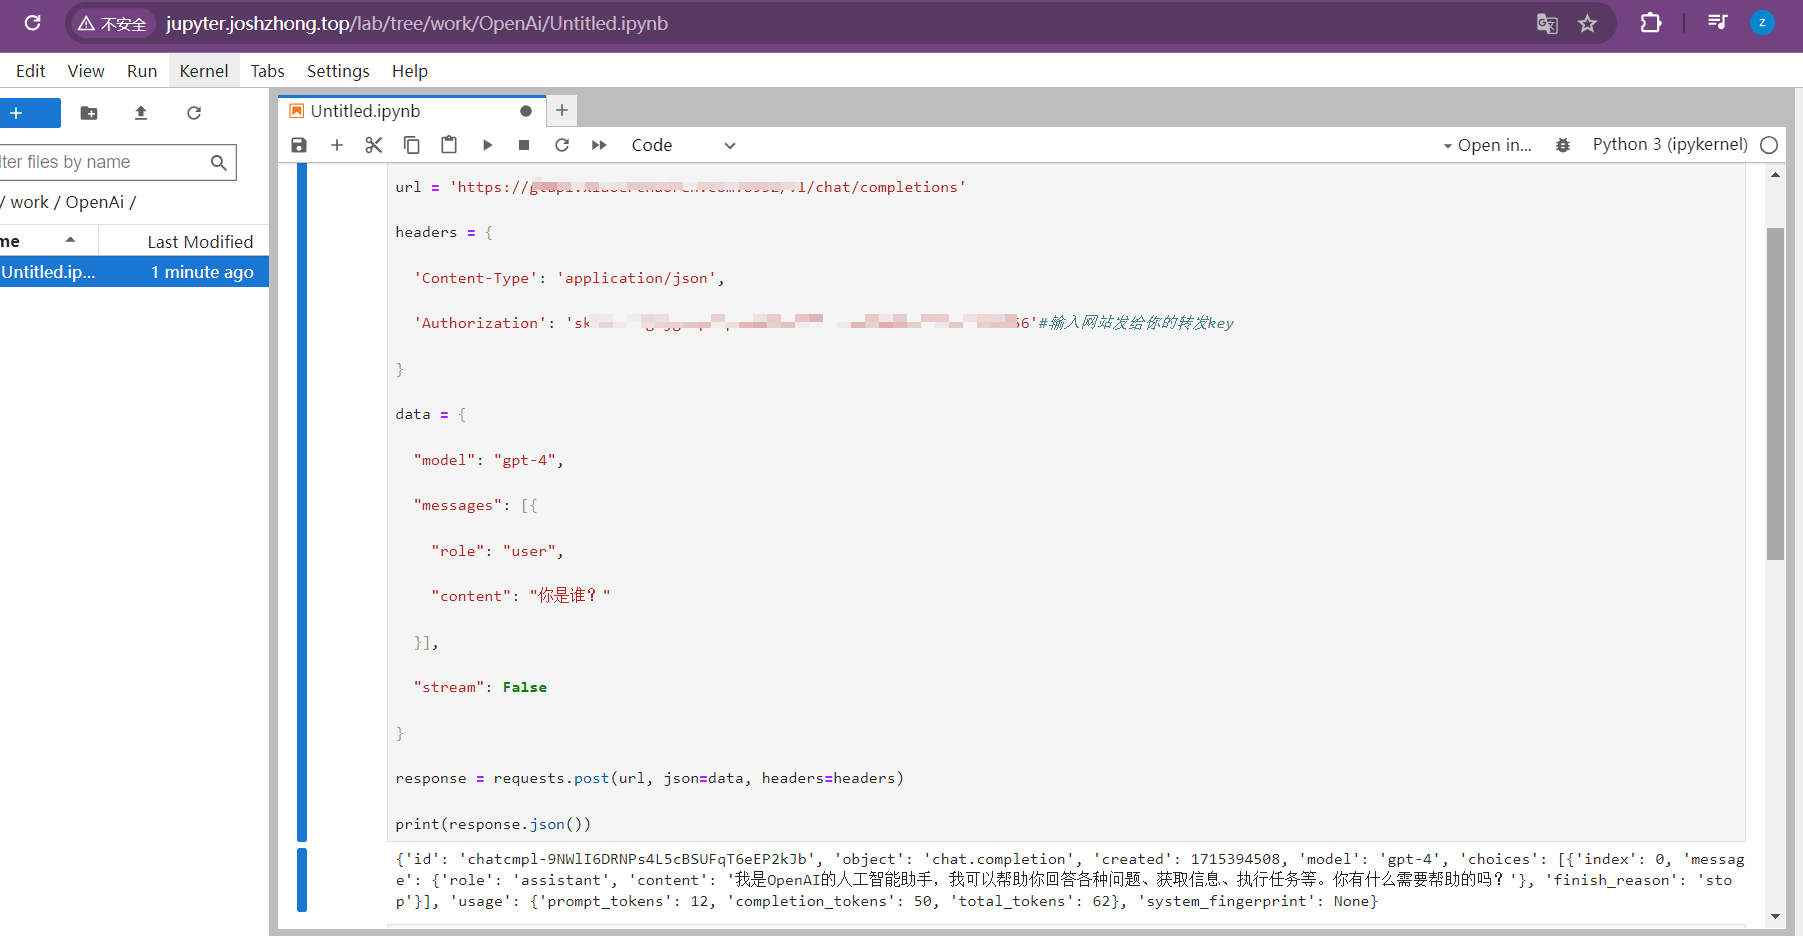 不安全 jupyter.joshzhong.top/lab/tree/work/OpenAi/Untitled.ipynb z
Edit View Run Kernel Tabs Settings Help
+
Untitled.ipynb
+
lter files by name
Code
Open in...
Python 3 (ipykernel)
/ work / OpenAi /
me Last Modified
Untitled.ip... 1 minute ago
url = 'https:// /chat/completions'
headers = {
'Content-Type': 'application/json',
'Authorization': 'sk 56'#输入网站发给你的转发key
}
data = {
"model": "gpt-4",
"messages": [{
"role": "user",
"content": "你是谁？"
}],
"stream": False
}
response = requests.post(url, json=data, headers=headers)
print(response.json())
{'id': 'chatcmpl-9NWlI6DRNPs4L5cBSUFqT6eEP2kJb', 'object': 'chat.completion', 'created': 1715394508, 'model': 'gpt-4', 'choices': [{'index': 0, 'messag
e': {'role': 'assistant', 'content': '我是OpenAI的人工智能助手，我可以帮助你回答各种问题、获取信息、执行任务等。你有什么需要帮助的吗？'}, 'finish_reason': 'sto
p'}], 'usage': {'prompt_tokens': 12, 'completion_tokens': 50, 'total_tokens': 62}, 'system_fingerprint': None}